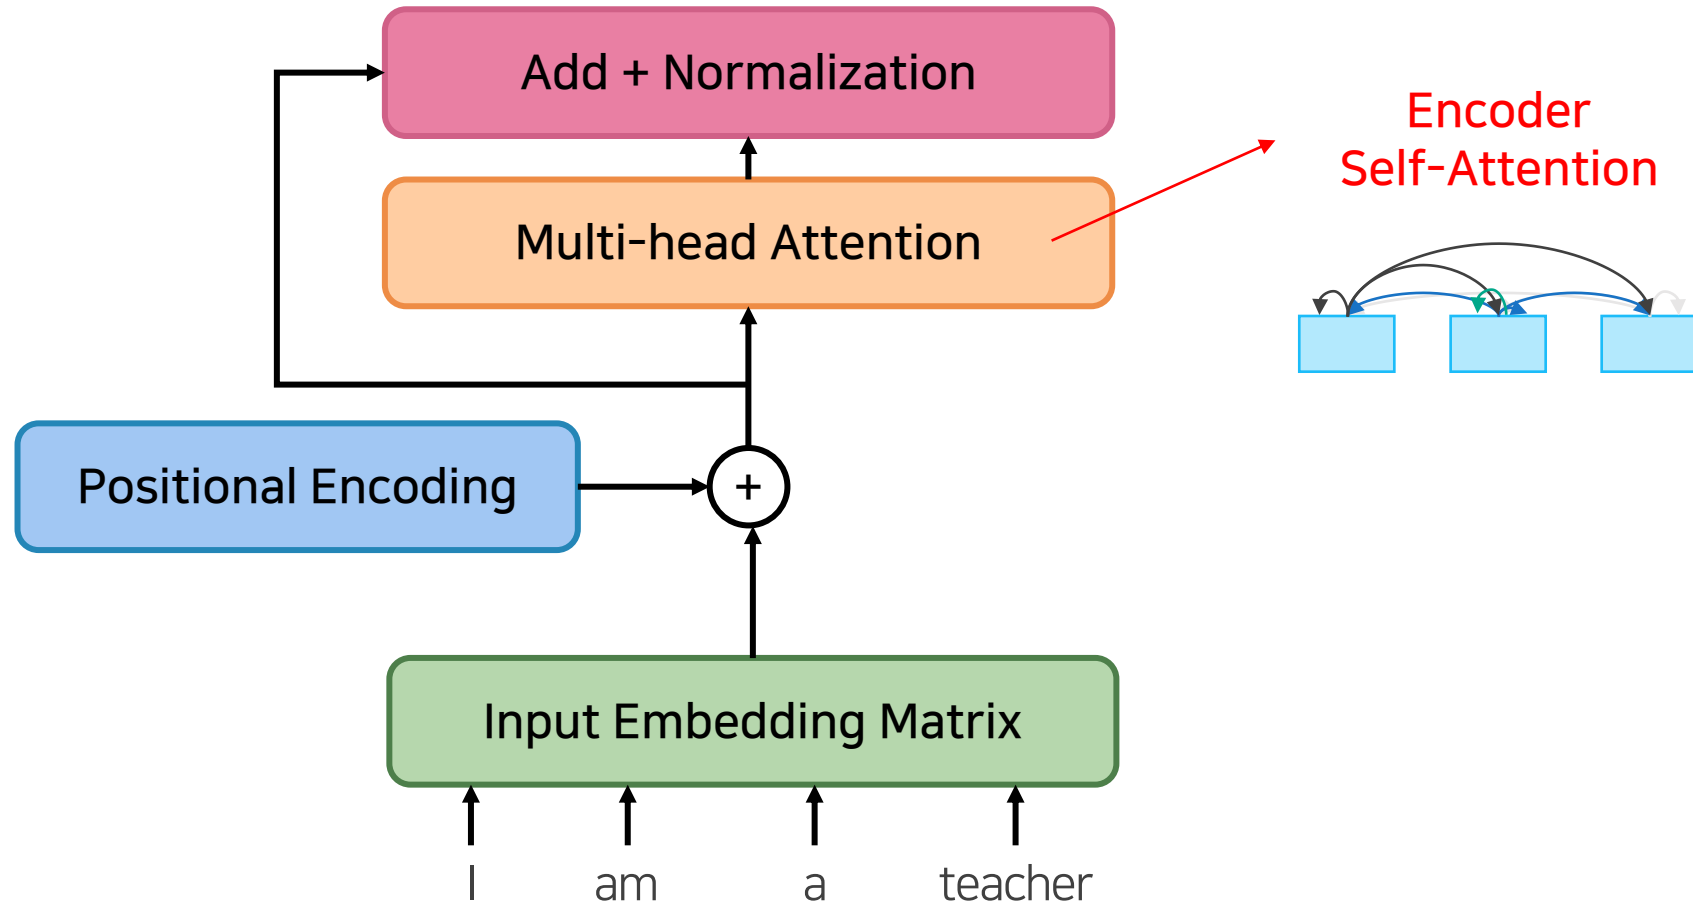 Add + Normalization
Encoder
Self-Attention
Multi-head Attention
Positional Encoding
+
Input Embedding Matrix
I am a teacher